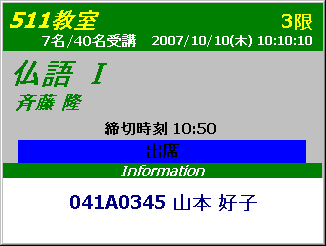 511教室 3限
7名/40名受講 2007/10/10(木) 10:10:10
仏語 I
斉藤 隆
締切時刻 10:50
出席
Information
041A0345 山本 好子